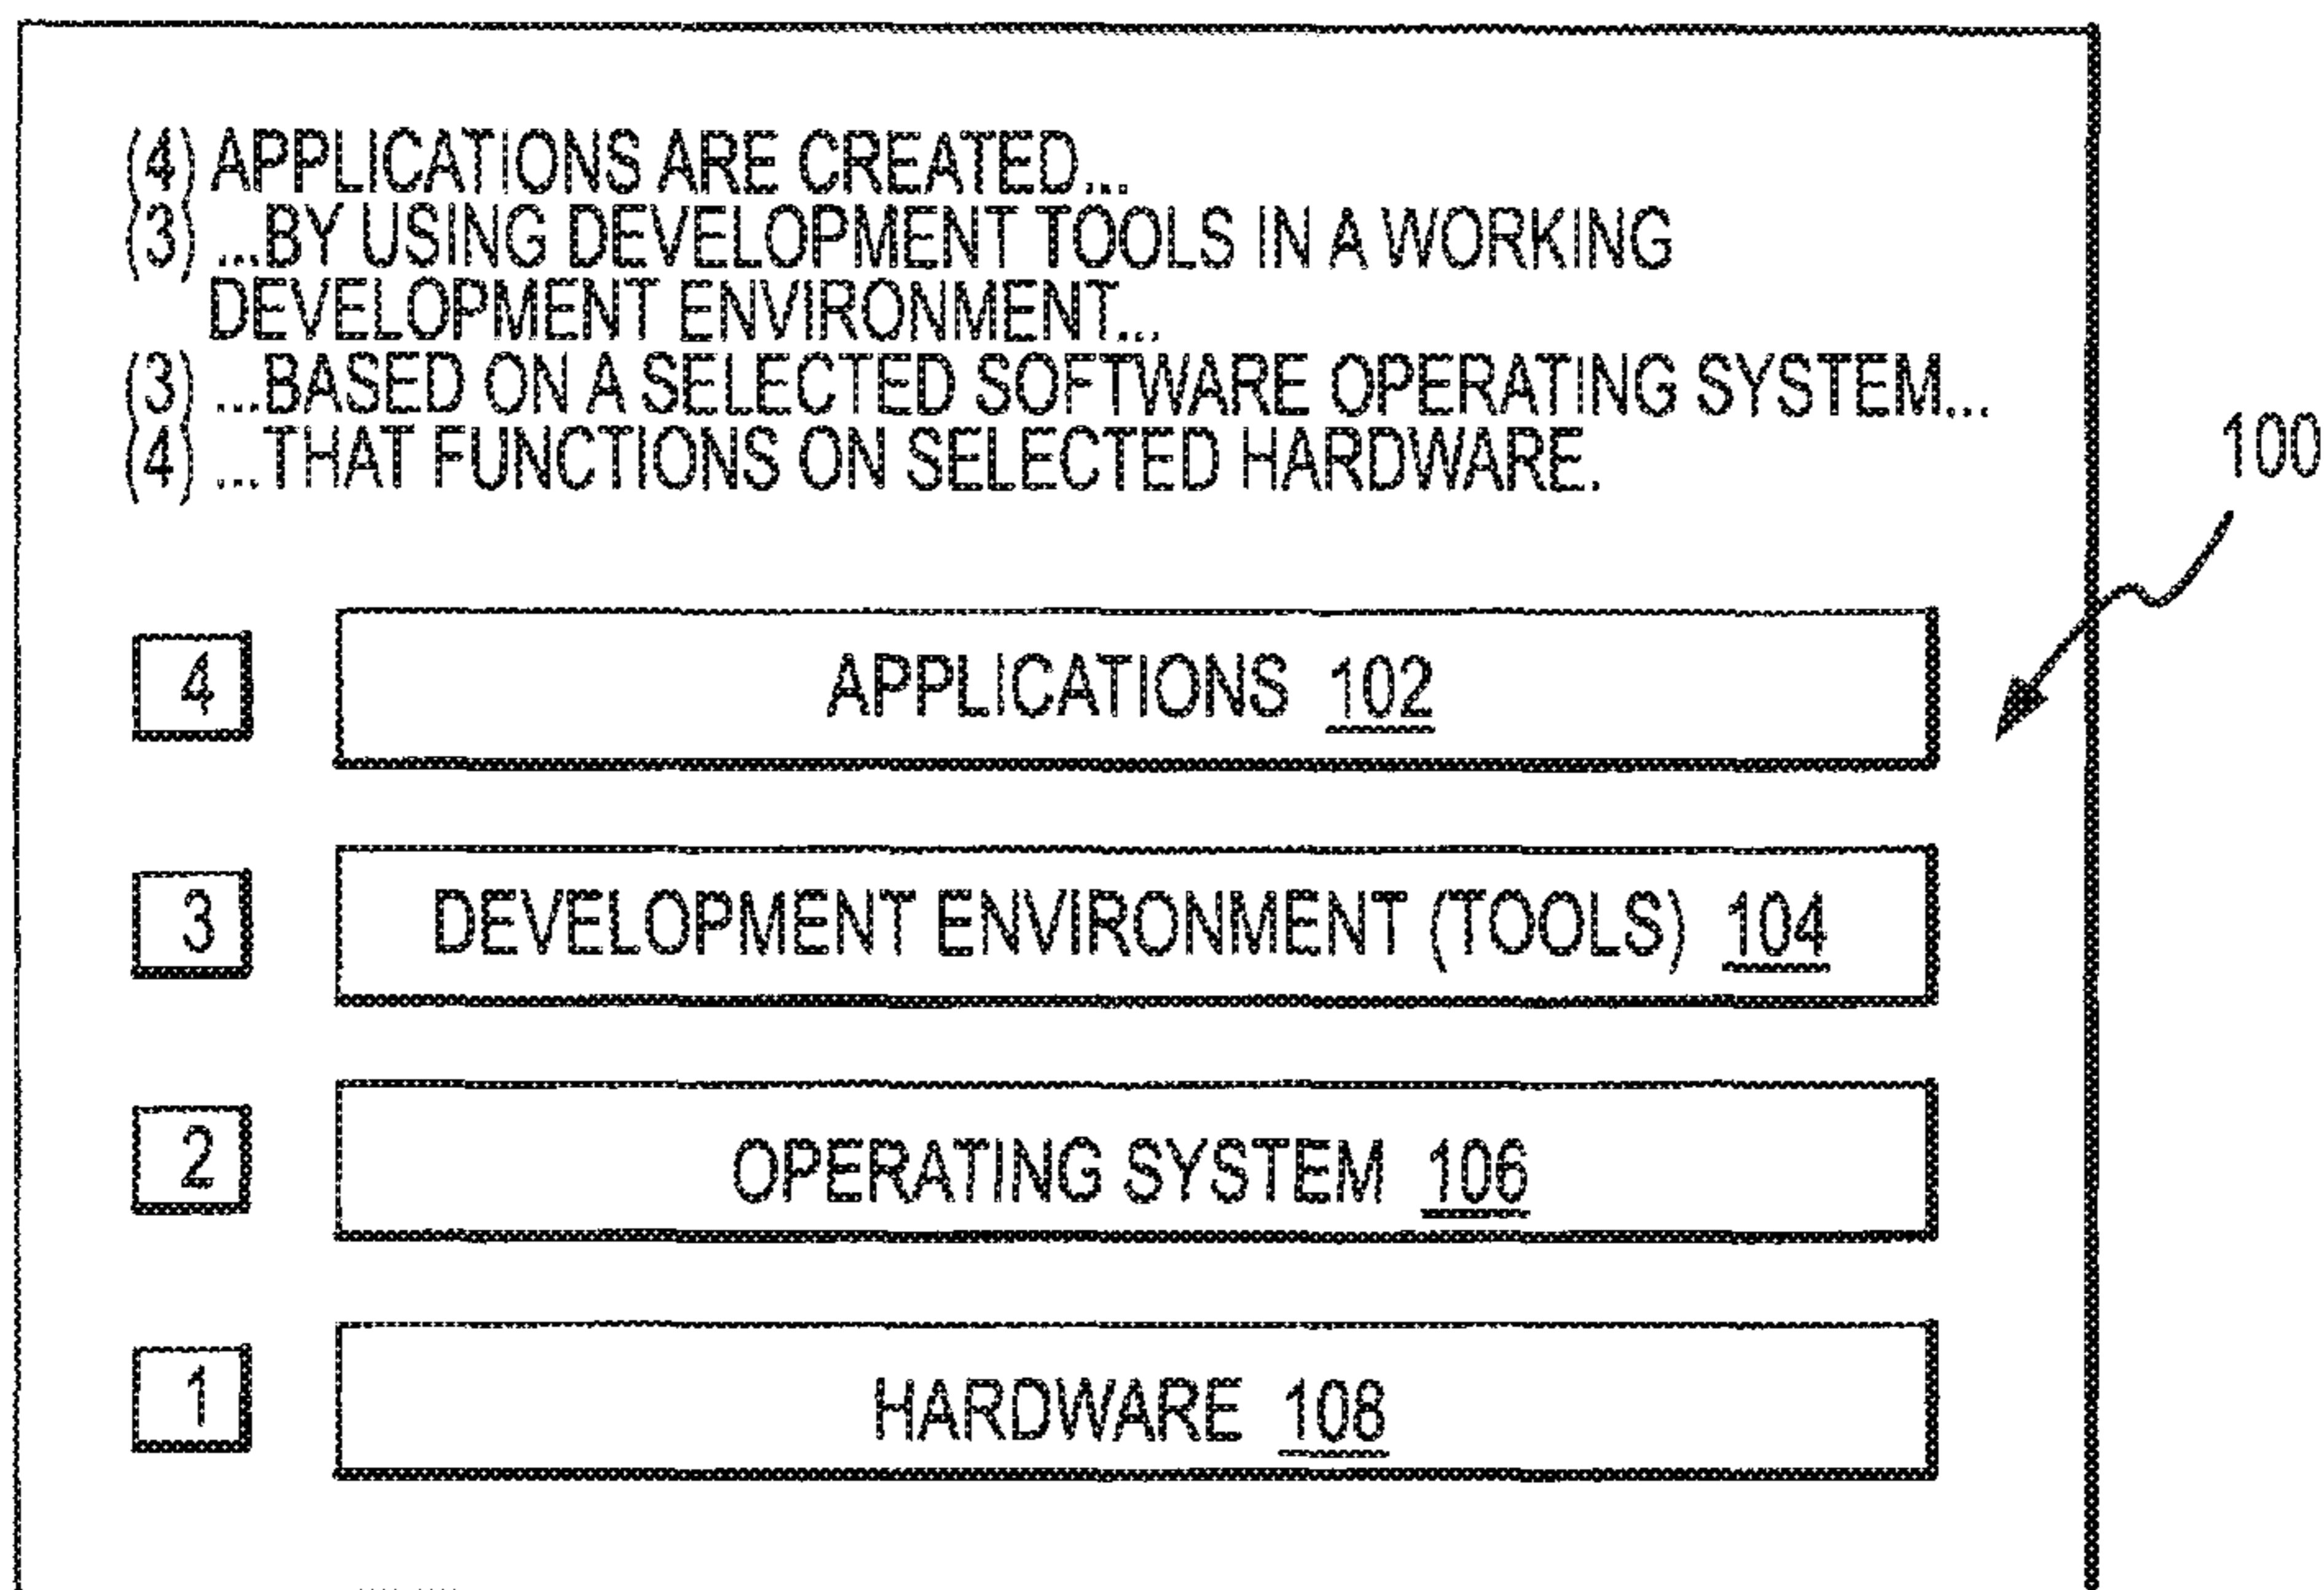 (4) APPLICATIONS ARE CREATED...
(3) ...BY USING DEVELOPMENT TOOLS IN A WORKING
DEVELOPMENT ENVIRONMENT...
(3) ...BASED ON A SELECTED SOFTWARE OPERATING SYSTEM...
(4) ...THAT FUNCTIONS ON SELECTED HARDWARE.
100
4 APPLICATIONS 102
3 DEVELOPMENT ENVIRONMENT (TOOLS) 104
2 OPERATING SYSTEM 106
1 HARDWARE 108